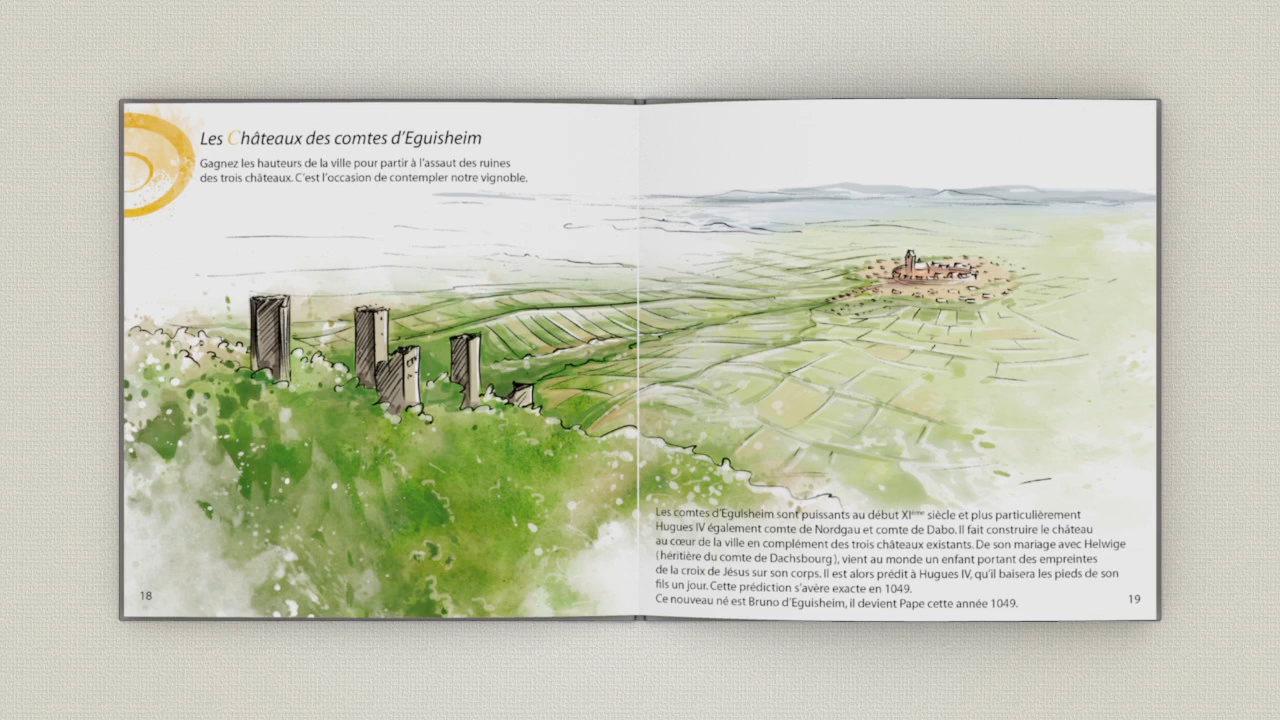 Les Châteaux des comtes d'Eguisheim
Gagnez les hauteurs de la ville pour partir à l'assaut des ruines
des trois châteaux. C'est l'occasion de contempler notre vignoble.
Les comtes d'Eguisheim sont puissants au début XIème siècle et plus particulièrement
Hugues IV également comte de Nordgau et comte de Dabo. Il fait construire le château
au cœur de la ville en complément des trois châteaux existants. De son mariage avec Helwige
(héritière du comte de Dachsbourg), vient au monde un enfant portant des empreintes
de la croix de Jésus sur son corps. Il est alors prédit à Hugues IV, qu'il baisera les pieds de son
fils un jour. Cette prédiction s'avère exacte en 1049.
Ce nouveau né est Bruno d'Eguisheim, il devient Pape cette année 1049.
18
19